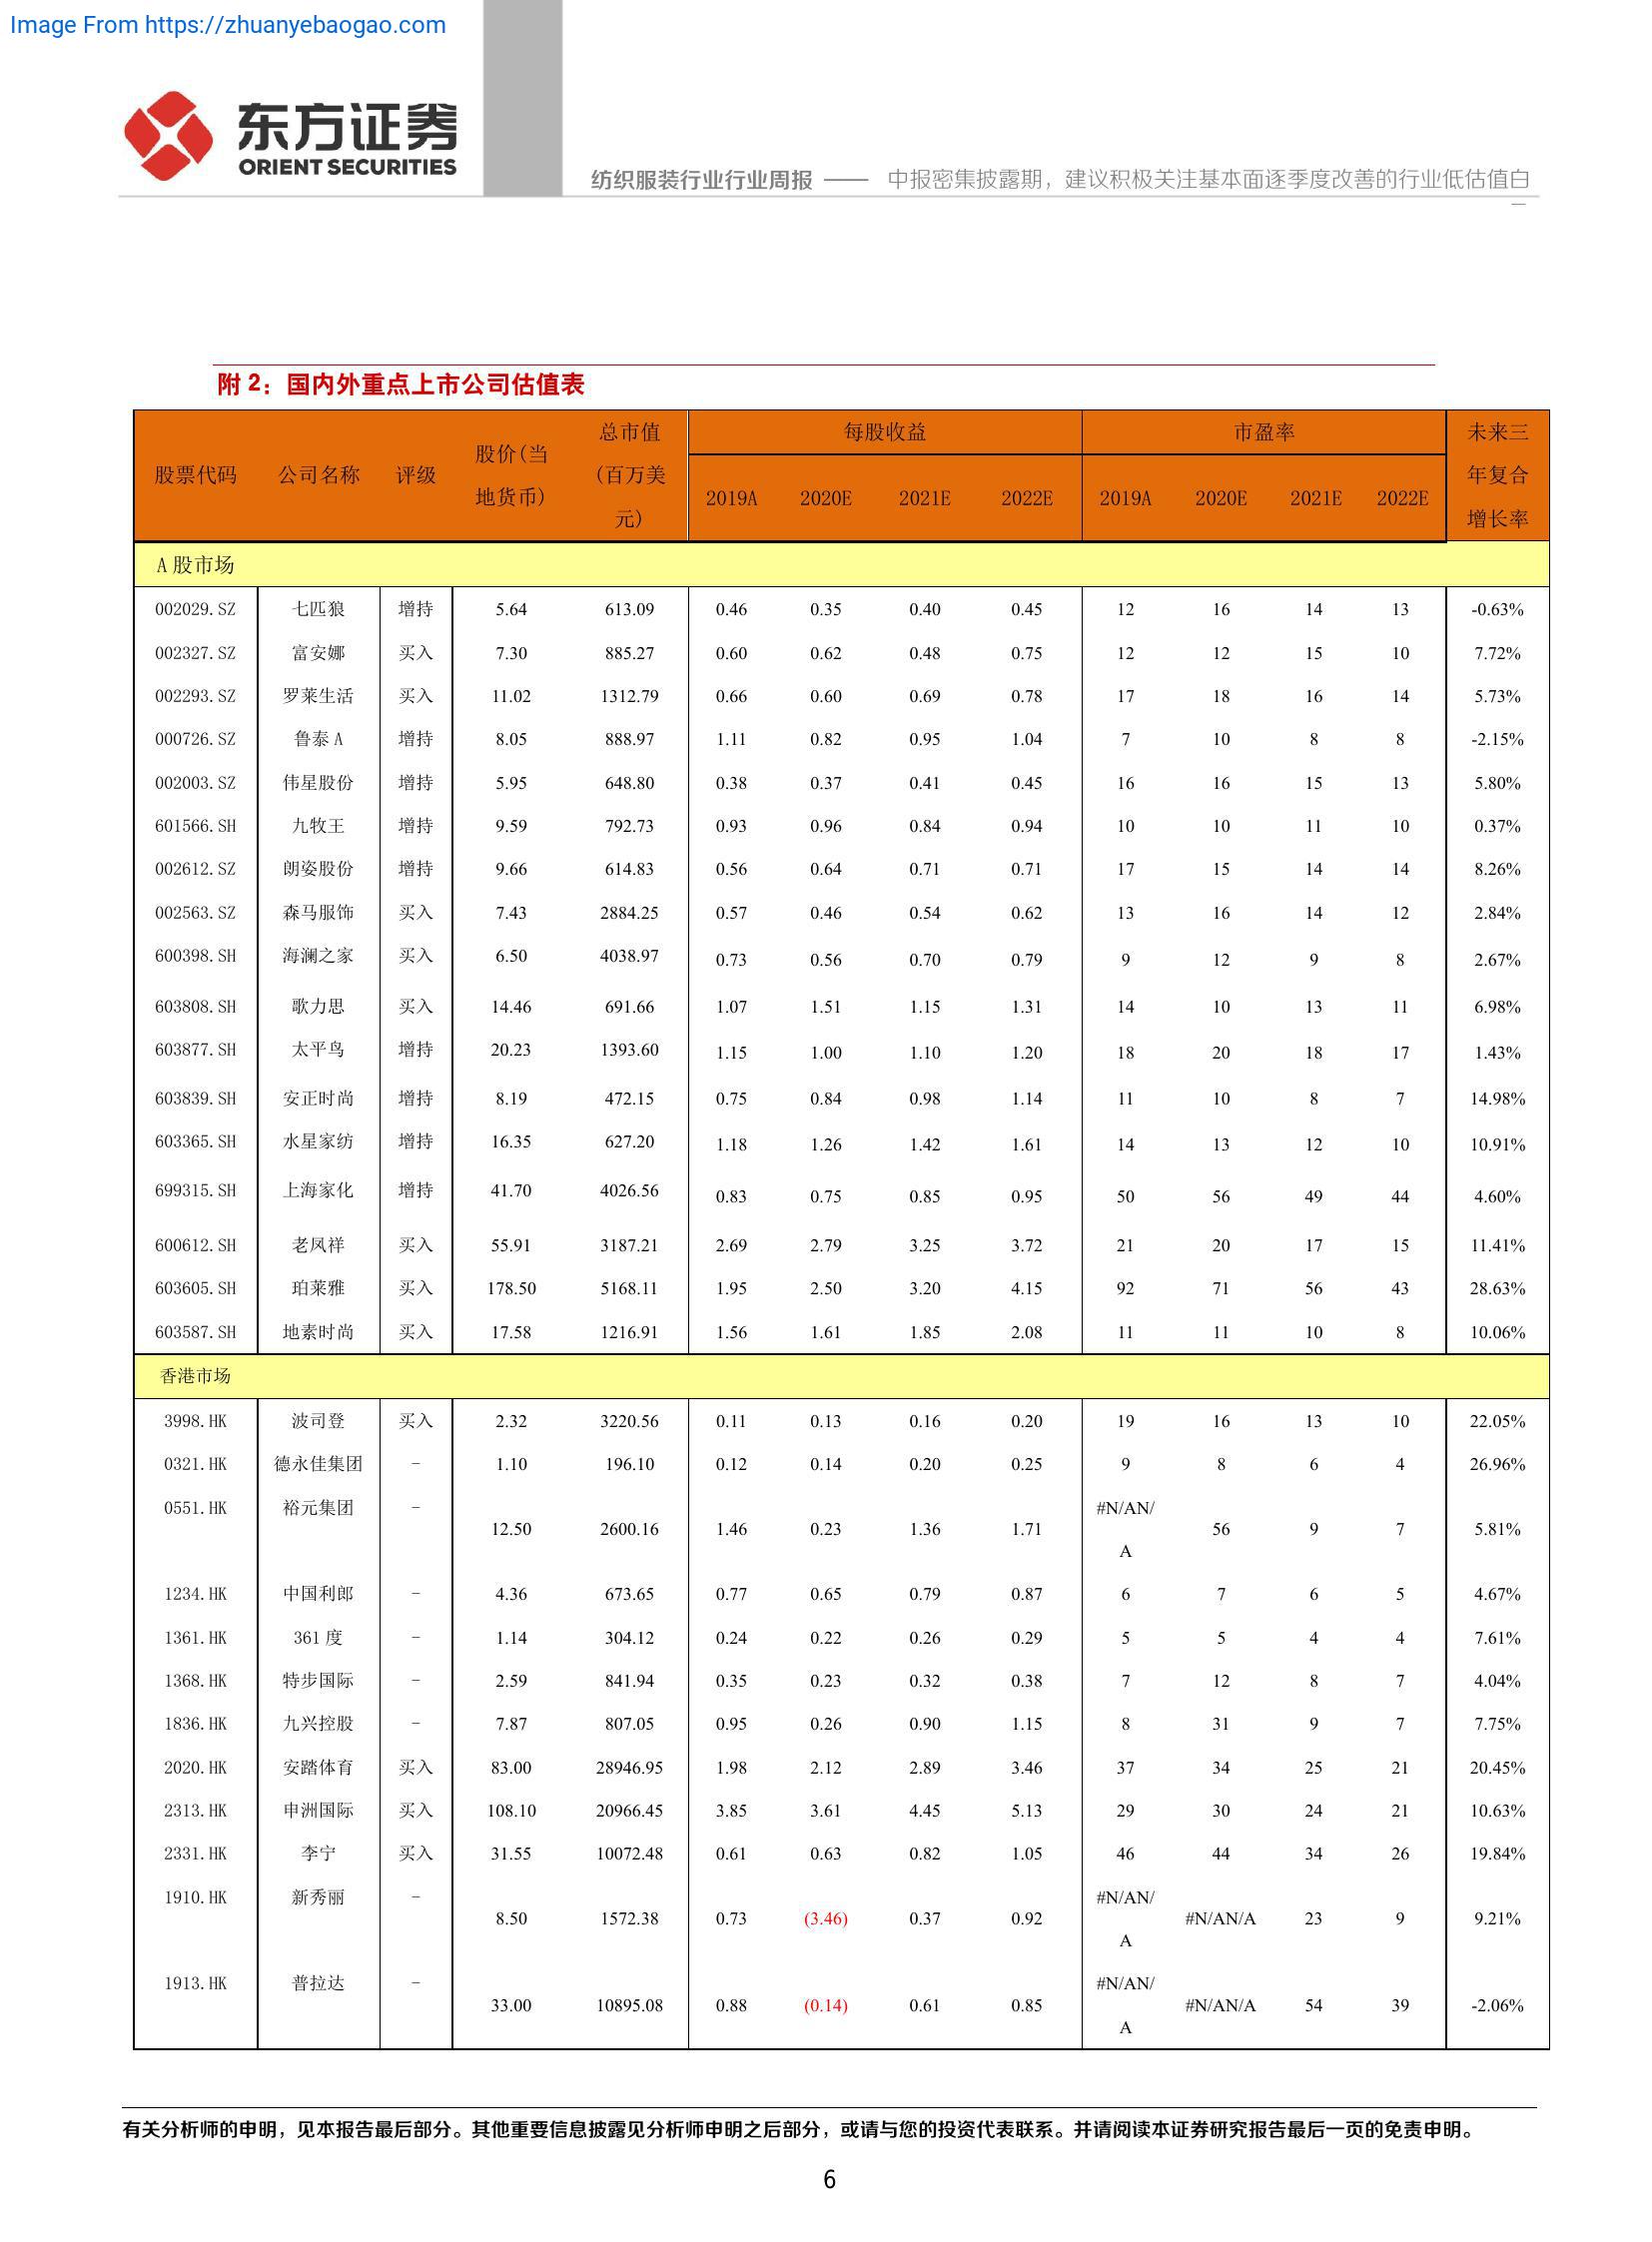 Image From https://zhuanyebaogao.com
东方证券
ORIENT SECURITIES
纺织服装行业行业周报 —— 中报密集披露期，建议积极关注基本面逐季度改善的行业低估值白
附 2：国内外重点上市公司估值表
股票代码 公司名称 评级 股价(当地货币) 总市值(百万美元) 每股收益 市盈率 未来三年复合增长率
2019A 2020E 2021E 2022E 2019A 2020E 2021E 2022E
A 股市场
002029.SZ 七匹狼 增持 5.64 613.09 0.46 0.35 0.40 0.45 12 16 14 13 -0.63%
002327.SZ 富安娜 买入 7.30 885.27 0.60 0.62 0.48 0.75 12 12 15 10 7.72%
002293.SZ 罗莱生活 买入 11.02 1312.79 0.66 0.60 0.69 0.78 17 18 16 14 5.73%
000726.SZ 鲁泰 A 增持 8.05 888.97 1.11 0.82 0.95 1.04 7 10 8 8 -2.15%
002003.SZ 伟星股份 增持 5.95 648.80 0.38 0.37 0.41 0.45 16 16 15 13 5.80%
601566.SH 九牧王 增持 9.59 792.73 0.93 0.96 0.84 0.94 10 10 11 10 0.37%
002612.SZ 朗姿股份 增持 9.66 614.83 0.56 0.64 0.71 0.71 17 15 14 14 8.26%
002563.SZ 森马服饰 买入 7.43 2884.25 0.57 0.46 0.54 0.62 13 16 14 12 2.84%
600398.SH 海澜之家 买入 6.50 4038.97 0.73 0.56 0.70 0.79 9 12 9 8 2.67%
603808.SH 歌力思 买入 14.46 691.66 1.07 1.51 1.15 1.31 14 10 13 11 6.98%
603877.SH 太平鸟 增持 20.23 1393.60 1.15 1.00 1.10 1.20 18 20 18 17 1.43%
603839.SH 安正时尚 增持 8.19 472.15 0.75 0.84 0.98 1.14 11 10 8 7 14.98%
603365.SH 水星家纺 增持 16.35 627.20 1.18 1.26 1.42 1.61 14 13 12 10 10.91%
699315.SH 上海家化 增持 41.70 4026.56 0.83 0.75 0.85 0.95 50 56 49 44 4.60%
600612.SH 老凤祥 买入 55.91 3187.21 2.69 2.79 3.25 3.72 21 20 17 15 11.41%
603605.SH 珀莱雅 买入 178.50 5168.11 1.95 2.50 3.20 4.15 92 71 56 43 28.63%
603587.SH 地素时尚 买入 17.58 1216.91 1.56 1.61 1.85 2.08 11 11 10 8 10.06%
香港市场
3998.HK 波司登 买入 2.32 3220.56 0.11 0.13 0.16 0.20 19 16 13 10 22.05%
0321.HK 德永佳集团 - 1.10 196.10 0.12 0.14 0.20 0.25 9 8 6 4 26.96%
0551.HK 裕元集团 - 12.50 2600.16 1.46 0.23 1.36 1.71 #N/AN/A 56 9 7 5.81%
1234.HK 中国利郎 - 4.36 673.65 0.77 0.65 0.79 0.87 6 7 6 5 4.67%
1361.HK 361 度 - 1.14 304.12 0.24 0.22 0.26 0.29 5 5 4 4 7.61%
1368.HK 特步国际 - 2.59 841.94 0.35 0.23 0.32 0.38 7 12 8 7 4.04%
1836.HK 九兴控股 - 7.87 807.05 0.95 0.26 0.90 1.15 8 31 9 7 7.75%
2020.HK 安踏体育 买入 83.00 28946.95 1.98 2.12 2.89 3.46 37 34 25 21 20.45%
2313.HK 申洲国际 买入 108.10 20966.45 3.85 3.61 4.45 5.13 29 30 24 21 10.63%
2331.HK 李宁 买入 31.55 10072.48 0.61 0.63 0.82 1.05 46 44 34 26 19.84%
1910.HK 新秀丽 - 8.50 1572.38 0.73 (3.46) 0.37 0.92 #N/AN/A #N/AN/A 23 9 9.21%
1913.HK 普拉达 - 33.00 10895.08 0.88 (0.14) 0.61 0.85 #N/AN/A #N/AN/A 54 39 -2.06%
有关分析师的申明，见本报告最后部分。其他重要信息披露见分析师申明之后部分，或请与您的投资代表联系。并请阅读本证券研究报告最后一页的免责申明。
6